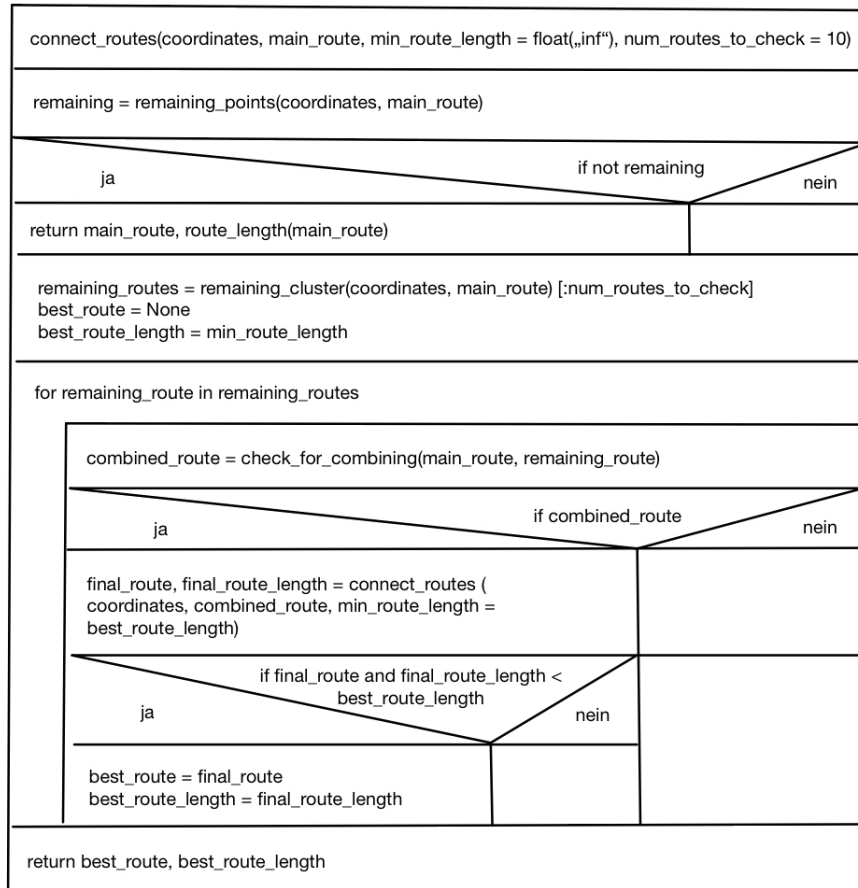 connect_routes(coordinates, main_route, min_route_length = float(„inf“), num_routes_to_check = 10)
remaining = remaining_points(coordinates, main_route)
if not remaining
ja
nein
return main_route, route_length(main_route)
remaining_routes = remaining_cluster(coordinates, main_route) [:num_routes_to_check]
best_route = None
best_route_length = min_route_length
for remaining_route in remaining_routes
combined_route = check_for_combining(main_route, remaining_route)
if combined_route
ja
nein
final_route, final_route_length = connect_routes (
coordinates, combined_route, min_route_length =
best_route_length)
if final_route and final_route_length <
best_route_length
ja
nein
best_route = final_route
best_route_length = final_route_length
return best_route, best_route_length